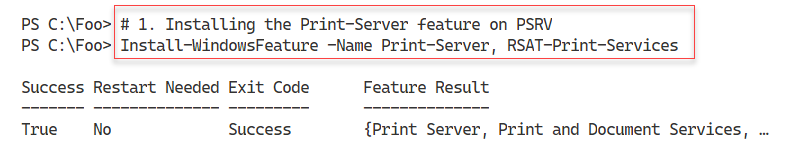 PS C:\Foo> # 1. Installing the Print-Server feature on PSRV
PS C:\Foo> Install-WindowsFeature -Name Print-Server, RSAT-Print-Services
Success Restart Needed Exit Code      Feature Result
------- -------------- ---------      --------------
True    No             Success        {Print Server, Print and Document Services, …